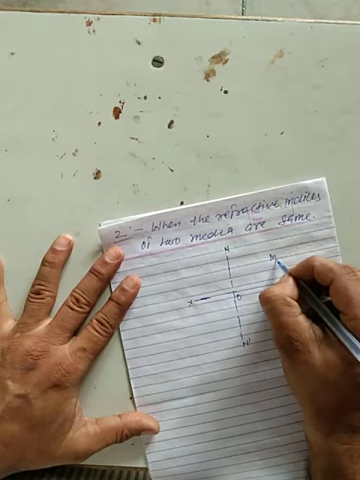 2:- When the refractive indices
of two media are same.
N
X
O
N'